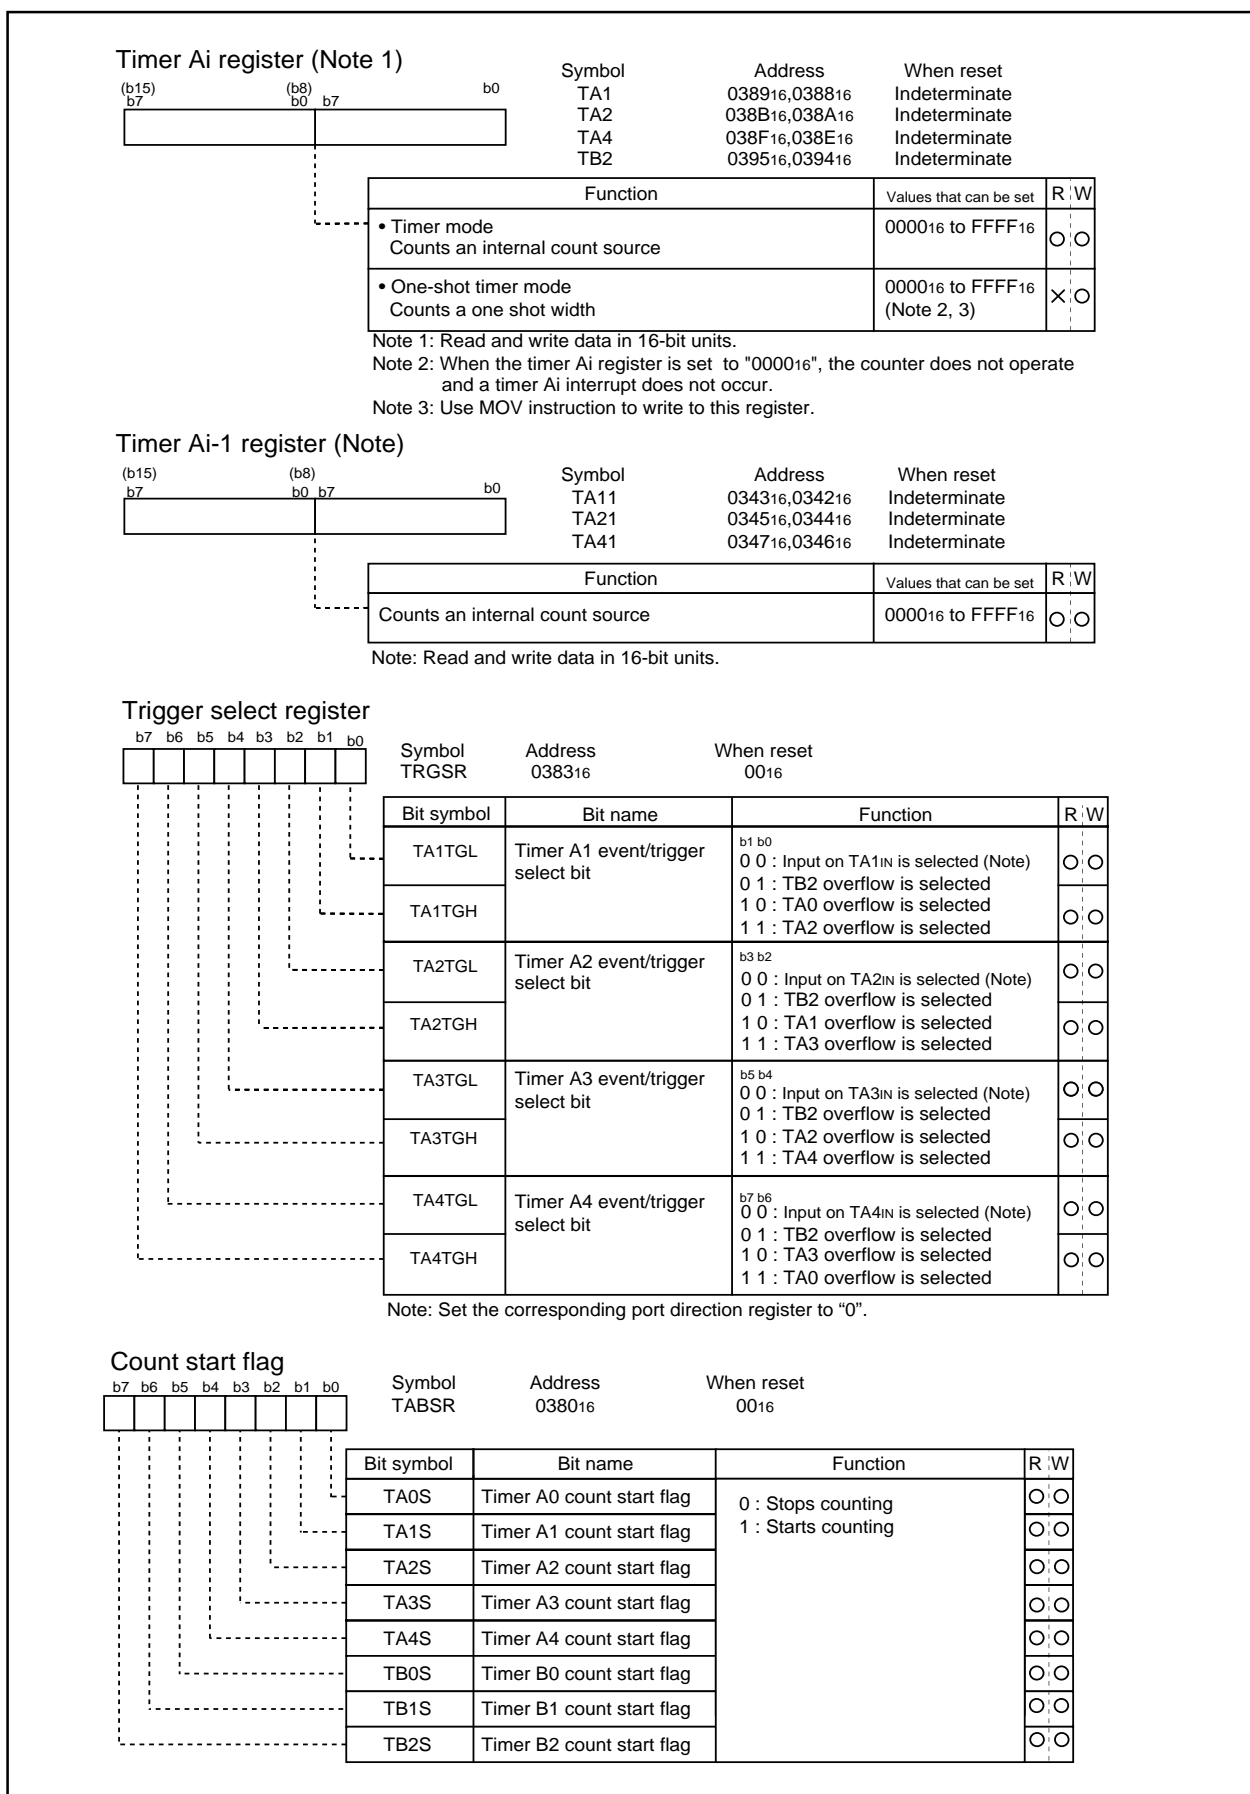 Timer Ai register (Note 1)
Symbol Address When reset
(b15) (b8)
b7 b0 b7 b0
TA1 038916,038816 Indeterminate
TA2 038B16,038A16 Indeterminate
TA4 038F16,038E16 Indeterminate
TB2 039516,039416 Indeterminate
Function Values that can be set R W
• Timer mode 000016 to FFFF16
Counts an internal count source
• One-shot timer mode 000016 to FFFF16
Counts a one shot width (Note 2, 3)
Note 1: Read and write data in 16-bit units.
Note 2: When the timer Ai register is set to "000016", the counter does not operate
and a timer Ai interrupt does not occur.
Note 3: Use MOV instruction to write to this register.
Timer Ai-1 register (Note)
(b15) (b8)
b7 b0 b7 b0
Symbol Address When reset
TA11 034316,034216 Indeterminate
TA21 034516,034416 Indeterminate
TA41 034716,034616 Indeterminate
Function Values that can be set R W
Counts an internal count source 000016 to FFFF16
Note: Read and write data in 16-bit units.
Trigger select register
b7 b6 b5 b4 b3 b2 b1 b0
Symbol Address When reset
TRGSR 038316 0016
Bit symbol Bit name Function R W
TA1TGL
TA1TGH
Timer A1 event/trigger
select bit
b1 b0
0 0 : Input on TA1IN is selected (Note)
0 1 : TB2 overflow is selected
1 0 : TA0 overflow is selected
1 1 : TA2 overflow is selected
TA2TGL
TA2TGH
Timer A2 event/trigger
select bit
b3 b2
0 0 : Input on TA2IN is selected (Note)
0 1 : TB2 overflow is selected
1 0 : TA1 overflow is selected
1 1 : TA3 overflow is selected
TA3TGL
TA3TGH
Timer A3 event/trigger
select bit
b5 b4
0 0 : Input on TA3IN is selected (Note)
0 1 : TB2 overflow is selected
1 0 : TA2 overflow is selected
1 1 : TA4 overflow is selected
TA4TGL
TA4TGH
Timer A4 event/trigger
select bit
b7 b6
0 0 : Input on TA4IN is selected (Note)
0 1 : TB2 overflow is selected
1 0 : TA3 overflow is selected
1 1 : TA0 overflow is selected
Note: Set the corresponding port direction register to “0”.
Count start flag
b7 b6 b5 b4 b3 b2 b1 b0
Symbol Address When reset
TABSR 038016 0016
Bit symbol Bit name Function R W
TA0S Timer A0 count start flag
0 : Stops counting
1 : Starts counting
TA1S Timer A1 count start flag
TA2S Timer A2 count start flag
TA3S Timer A3 count start flag
TA4S Timer A4 count start flag
TB0S Timer B0 count start flag
TB1S Timer B1 count start flag
TB2S Timer B2 count start flag